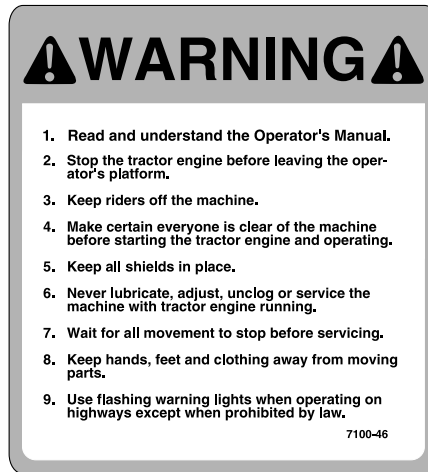 WARNING
1. Read and understand the Operator's Manual.
2. Stop the tractor engine before leaving the oper-
ator's platform.
3. Keep riders off the machine.
4. Make certain everyone is clear of the machine
before starting the tractor engine and operating.
5. Keep all shields in place.
6. Never lubricate, adjust, unclog or service the
machine with tractor engine running.
7. Wait for all movement to stop before servicing.
8. Keep hands, feet and clothing away from moving
parts.
9. Use flashing warning lights when operating on
highways except when prohibited by law.
7100-46